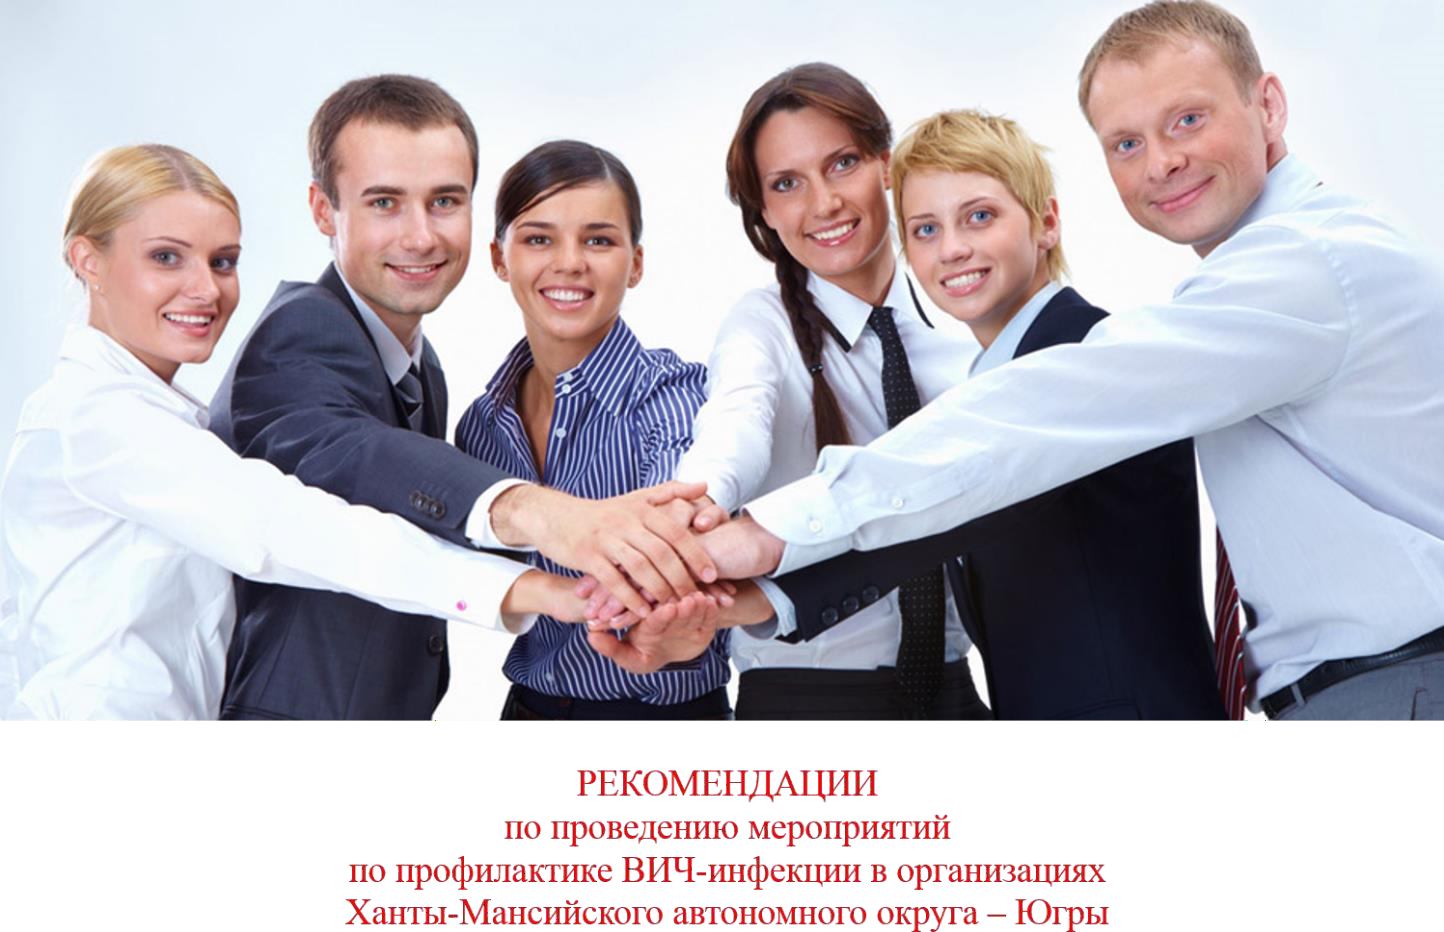 РЕКОМЕНДАЦИИ
по проведению мероприятий
по профилактике ВИЧ-инфекции в организациях
Ханты-Мансийского автономного округа – Югры